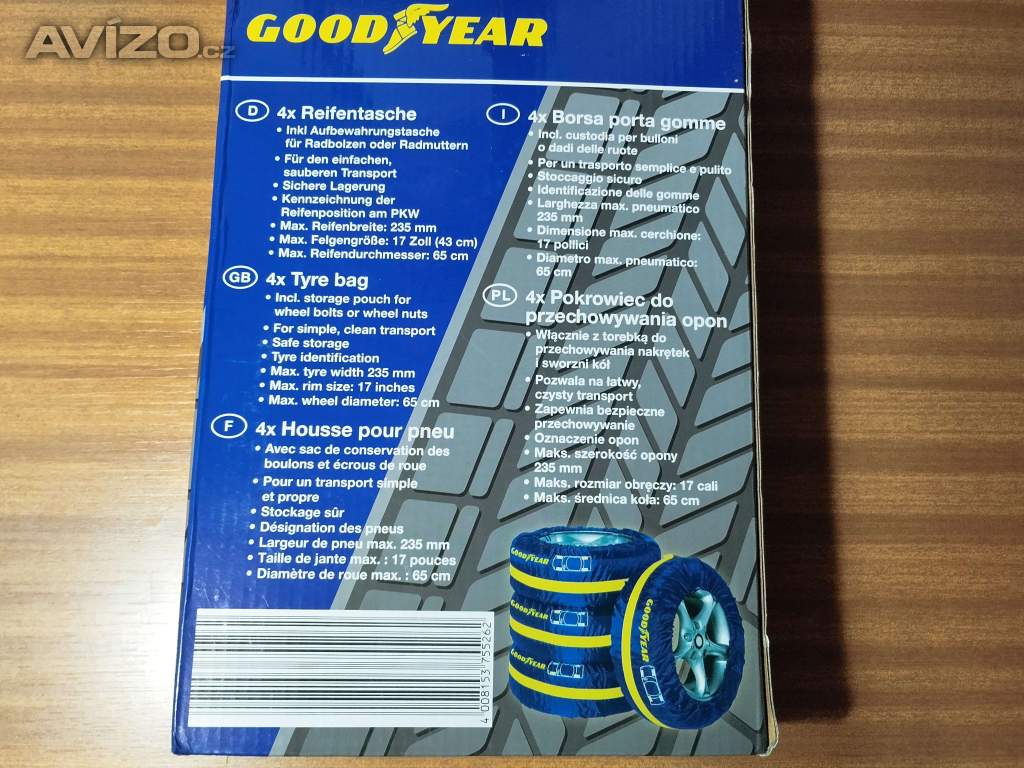 AVÍZO.cz
GOODYEAR
D 4x Reifentasche
• Inkl Aufbewahrungstasche
für Radbolzen oder Radmuttern
• Für den einfachen,
sauberen Transport
• Sichere Lagerung
• Kennzeichnung der
Reifenposition am PKW
• Max. Reifenbreite: 235 mm
• Max. Felgengröße: 17 Zoll (43 cm)
• Max. Reifendurchmesser: 65 cm
GB 4x Tyre bag
• Incl. storage pouch for
wheel bolts or wheel nuts
• For simple, clean transport
• Safe storage
• Tyre identification
• Max. tyre width 235 mm
• Max. rim size: 17 inches
• Max. wheel diameter: 65 cm
F 4x Housse pour pneu
• Avec sac de conservation des
boulons et écrous de roue
• Pour un transport simple
et propre
• Stockage sûr
• Désignation des pneus
• Largeur de pneu max. 235 mm
• Taille de jante max. : 17 pouces
• Diamètre de roue max. : 65 cm
I 4x Borsa porta gomme
• Incl. custodia per bulloni
o dadi delle ruote
• Per un trasporto semplice e pulito
• Stoccaggio sicuro
• Identificazione delle gomme
• Larghezza max. pneumatico
235 mm
• Dimensione max. cerchione:
17 pollici
• Diametro max. pneumatico:
65 cm
PL 4x Pokrowiec do
przechowywania opon
• Włącznie z torebką do
przechowywania nakrętek
i sworzni kół
• Pozwala na łatwy,
czysty transport
• Zapewnia bezpieczne
przechowywanie
• Oznaczenie opon
• Maks. szerokość opony
235 mm
• Maks. rozmiar obręczy: 17 cali
• Maks. średnica koła: 65 cm
GOODYEAR
GOODYEAR
GOODYEAR
GOODYEAR
4 008153 755262